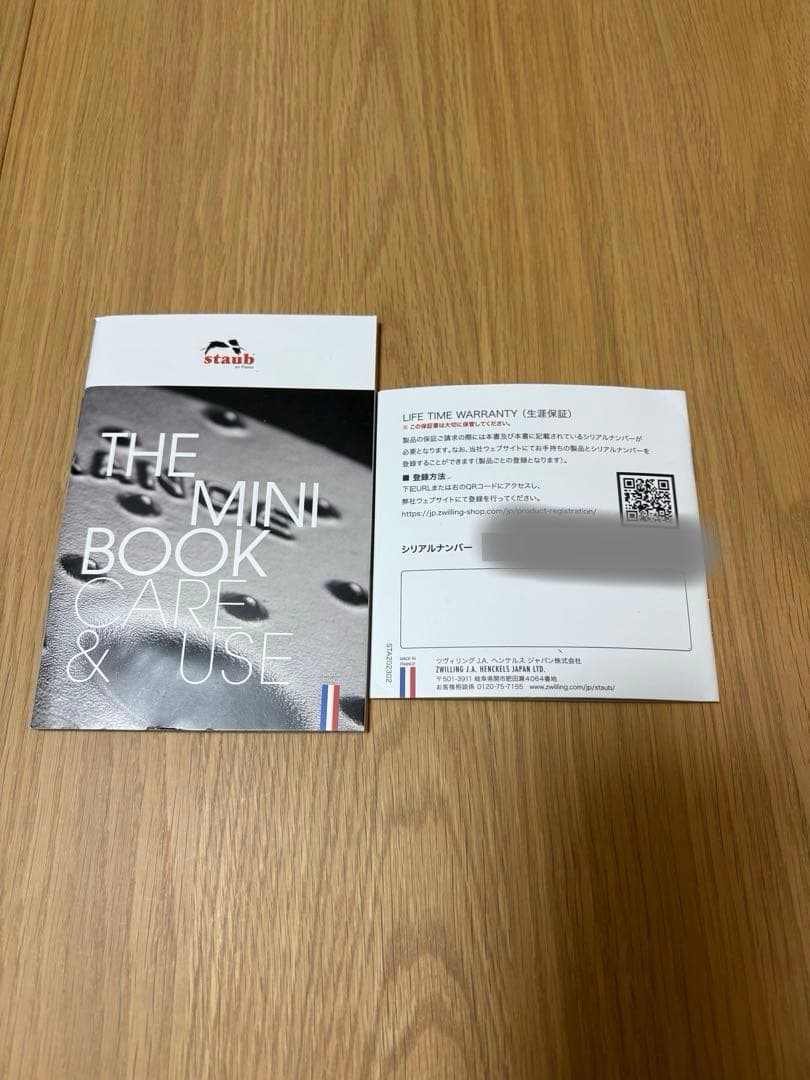 staub
THE
MINI
BOOK
CARE
& USE
LIFE TIME WARRANTY（生涯保証）
※ この保証書は大切に保管してください。
製品の保証ご請求の際には本書及び本書に記載されているシリアルナンバーが
必要となります。なお、当社ウェブサイトにてお手持ちの製品とシリアルナンバーを
登録することができます（製品ごとの登録となります）。
■ 登録方法
下記URLまたは右のQRコードにアクセスし、
弊社ウェブサイトにて登録を行ってください。
https://jp.zwilling-shop.com/jp/product-registration/
シリアルナンバー
STA202302
MADE IN
FRANCE
ツヴィリング J.A. ヘンケルス ジャパン株式会社
ZWILLING J.A. HENCKELS JAPAN LTD.
〒501-3911 岐阜県関市肥田瀬4064番地
お客様相談係 0120-75-7155 www.zwilling.com/jp/staub/